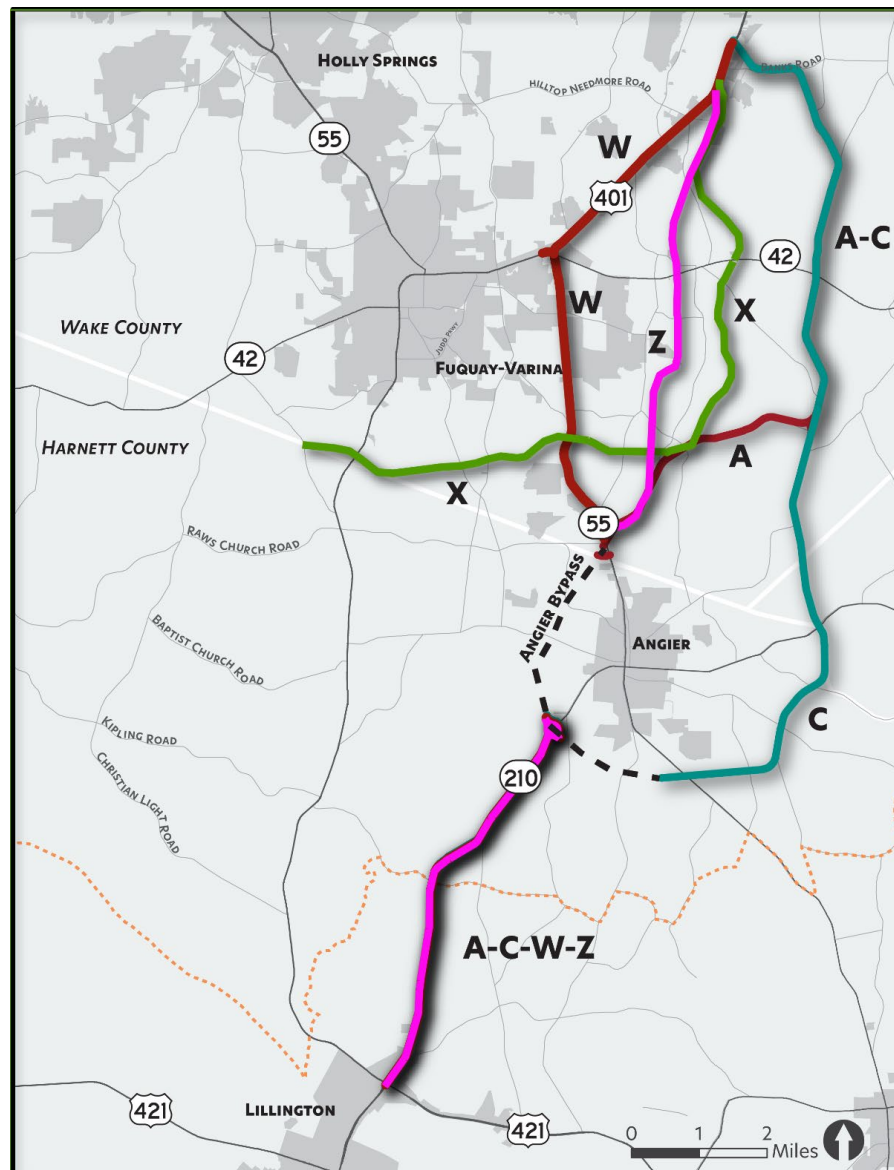 Holly Springs
Hilltop Needmore Road
Banks Road
55
W
401
A-C
42
W
X
Wake County
Z
Judd Pkwy
42
Fuquay-Varina
Harnett County
A
X
55
Raws Church Road
Angier Bypass
Baptist Church Road
Angier
Kipling Road
C
Christian Light Road
210
A-C-W-Z
Lillington
421
421
0 1 2
Miles